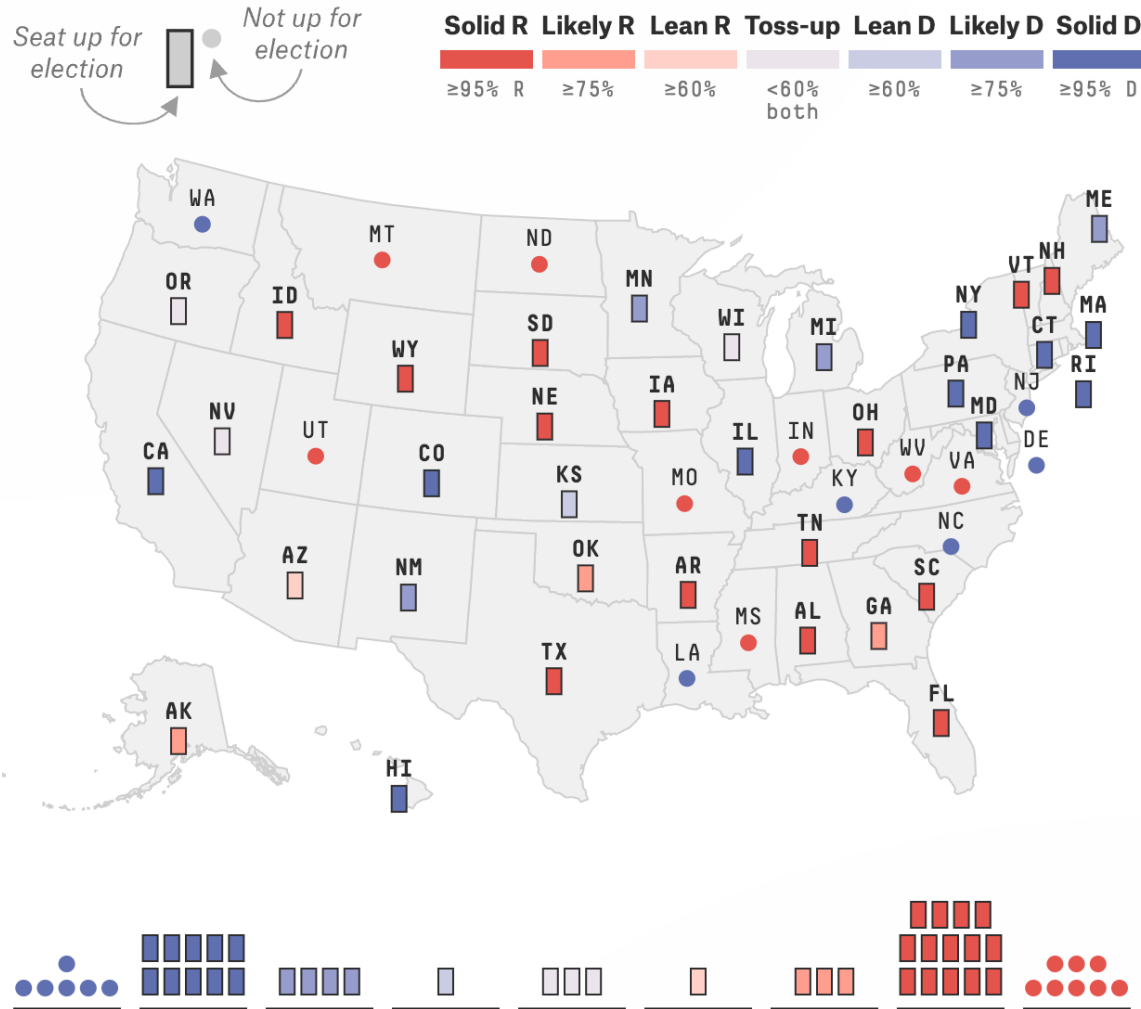 Seat up for
election
Not up for
election
Solid R
Likely R
Lean R
Toss-up
Lean D
Likely D
Solid D
≥95% R
≥75%
≥60%
<60%
both
≥60%
≥75%
≥95% D
WA
MT
ND
ME
OR
ID
MN
VT
NH
WY
SD
WI
MI
NY
MA
CT
NV
UT
NE
IA
PA
NJ
RI
CA
CO
IL
IN
OH
MD
DE
KS
MO
KY
WV
VA
AZ
NM
OK
AR
TN
NC
SC
TX
LA
MS
AL
GA
FL
AK
HI